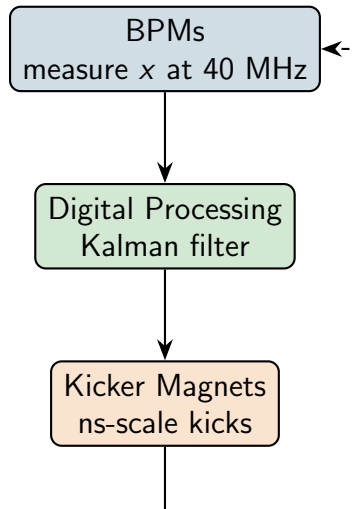 BPMs
measure x at 40 MHz
Digital Processing
Kalman filter
Kicker Magnets
ns-scale kicks